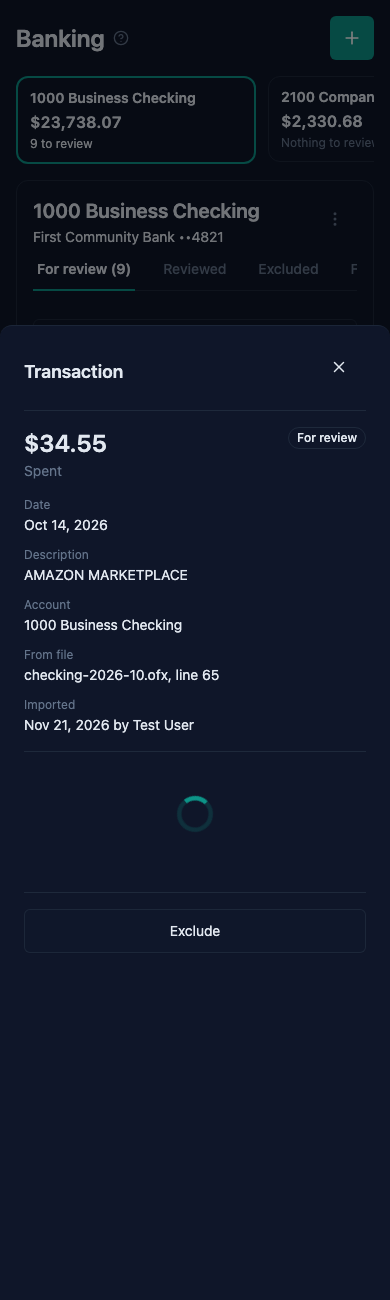 Banking
1000 Business Checking
$23,738.07
9 to review
2100 Compan
$2,330.68
Nothing to review
1000 Business Checking
First Community Bank ••4821
For review (9)
Reviewed
Excluded
F
Transaction
$34.55
For review
Spent
Date
Oct 14, 2026
Description
AMAZON MARKETPLACE
Account
1000 Business Checking
From file
checking-2026-10.ofx, line 65
Imported
Nov 21, 2026 by Test User
Exclude